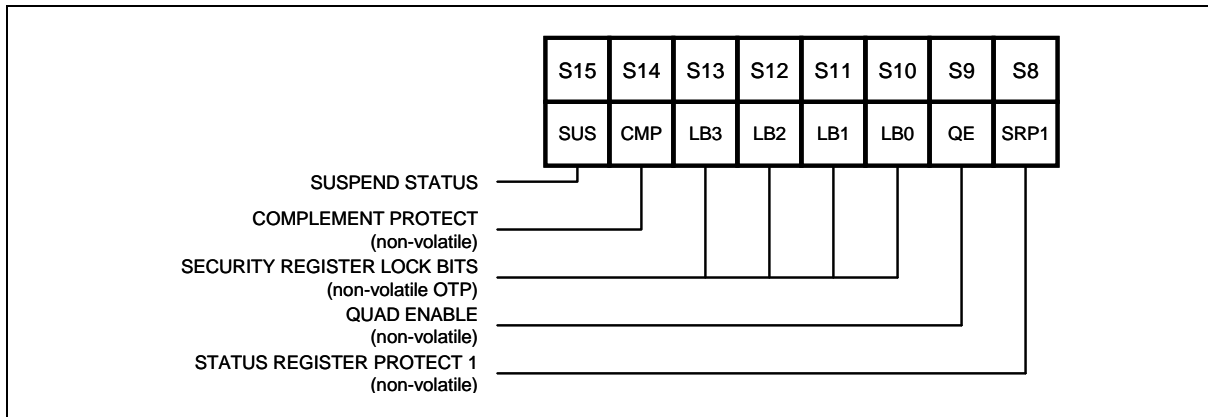 S15 S14 S13 S12 S11 S10 S9 S8
SUS CMP LB3 LB2 LB1 LB0 QE SRP1
SUSPEND STATUS
COMPLEMENT PROTECT
(non-volatile)
SECURITY REGISTER LOCK BITS
(non-volatile OTP)
QUAD ENABLE
(non-volatile)
STATUS REGISTER PROTECT 1
(non-volatile)